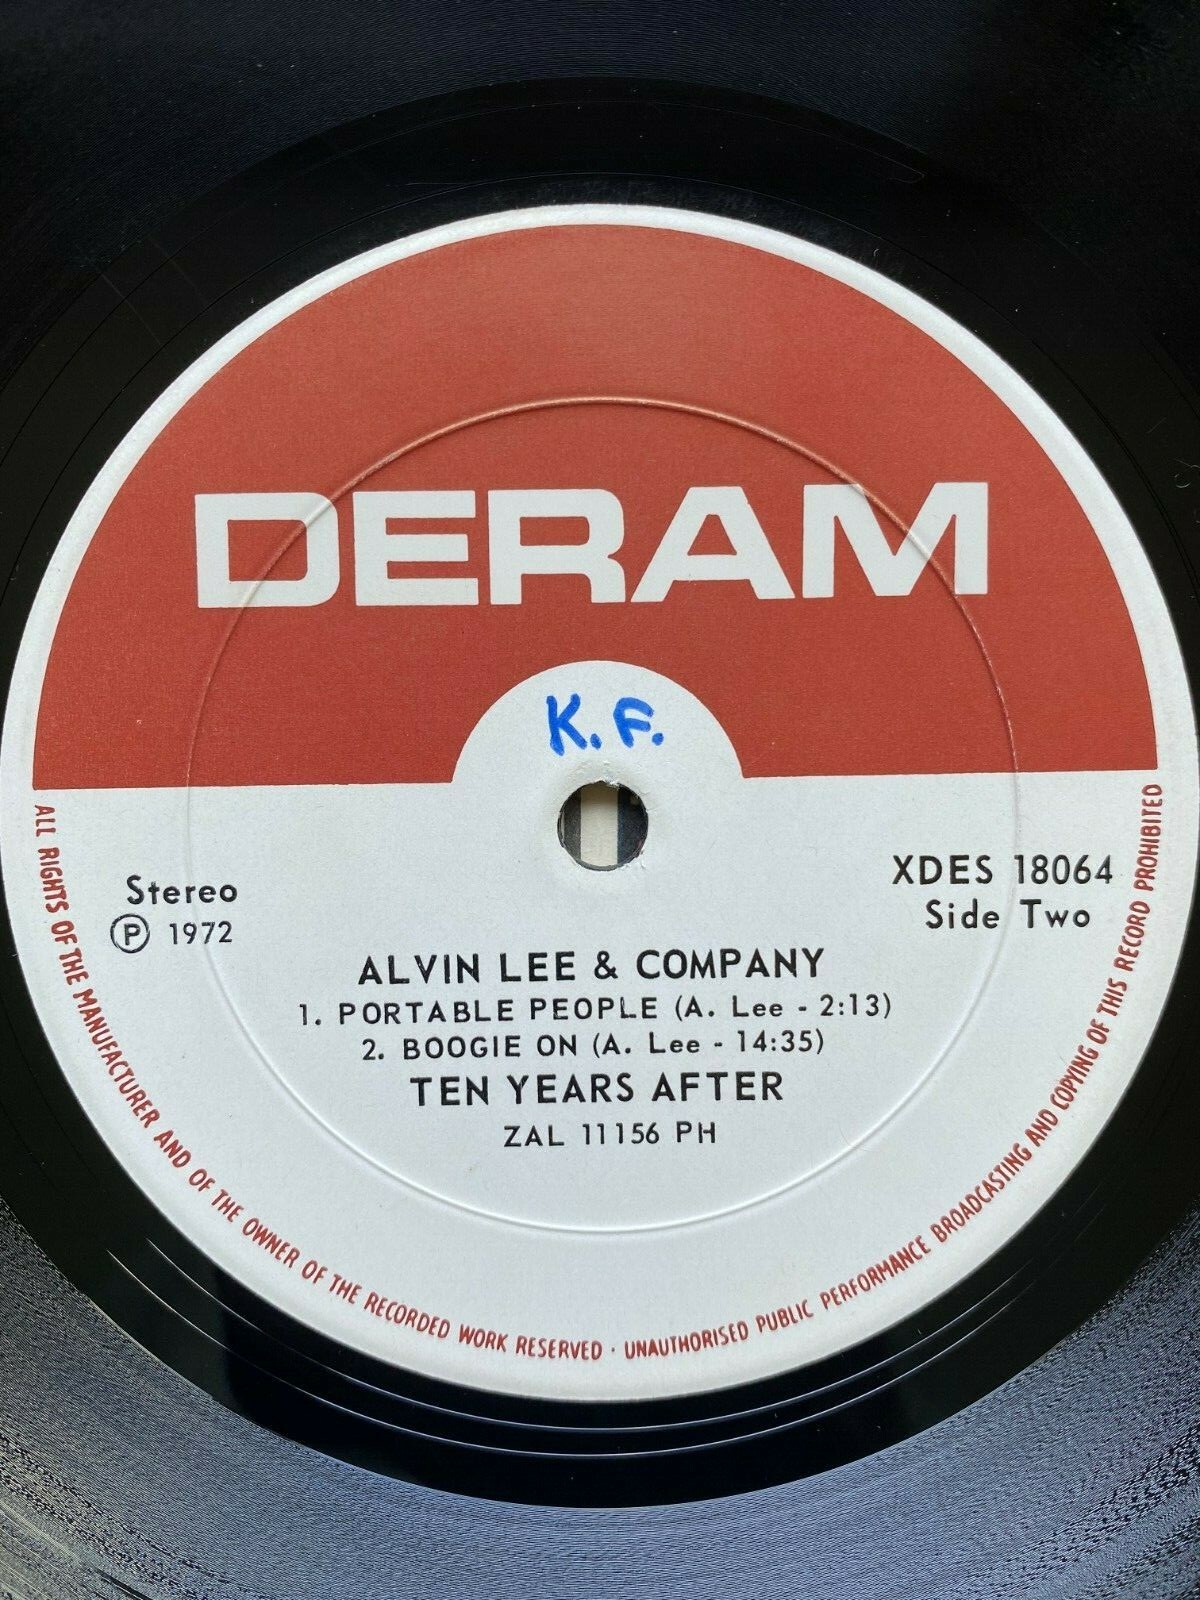 DERAM
K. F.
Stereo
Ⓟ 1972
XDES 18064
Side Two
ALVIN LEE & COMPANY
1. PORTABLE PEOPLE (A. Lee - 2:13)
2. BOOGIE ON (A. Lee - 14:35)
TEN YEARS AFTER
ZAL 11156 PH
ALL RIGHTS OF THE MANUFACTURER AND OF THE OWNER OF THE RECORDED WORK RESERVED · UNAUTHORISED PUBLIC PERFORMANCE BROADCASTING AND COPYING OF THIS RECORD PROHIBITED